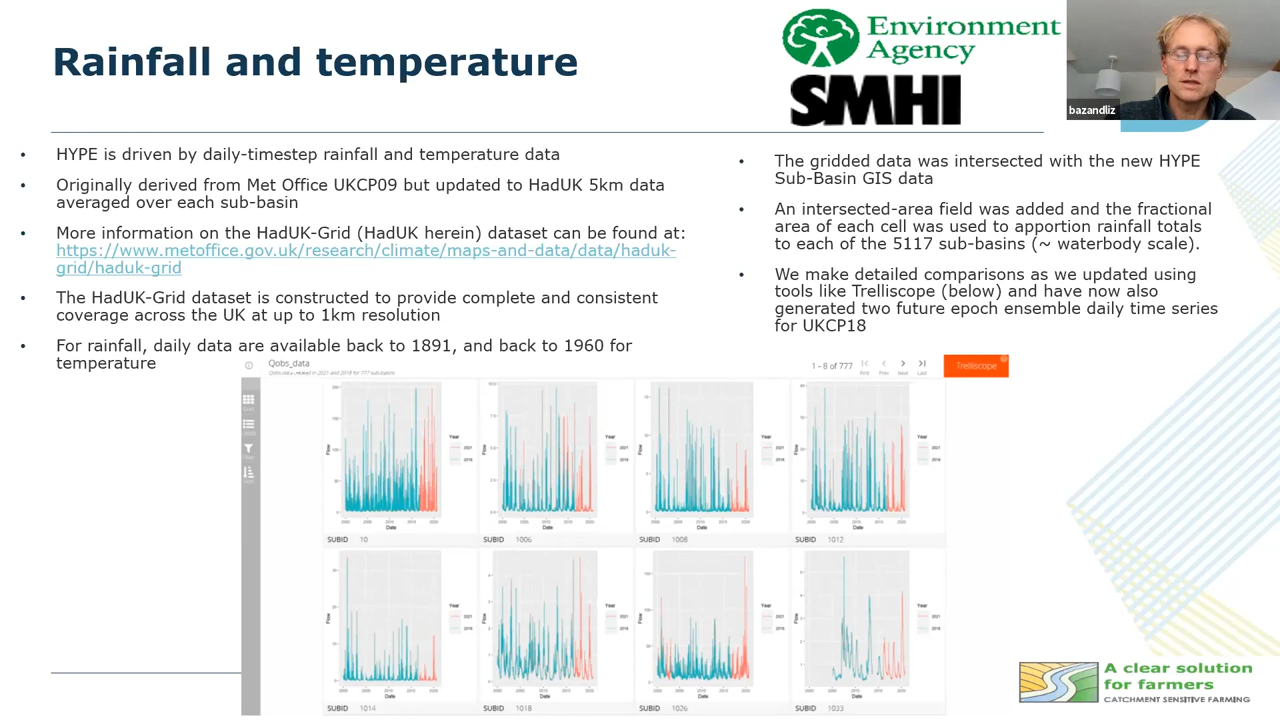 Rainfall and temperature
Environment
Agency
SMHI
bazandliz
• HYPE is driven by daily-timestep rainfall and temperature data
• Originally derived from Met Office UKCP09 but updated to HadUK 5km data
averaged over each sub-basin
• More information on the HadUK-Grid (HadUK herein) dataset can be found at:
https://www.metoffice.gov.uk/research/climate/maps-and-data/data/haduk-
grid/haduk-grid
• The HadUK-Grid dataset is constructed to provide complete and consistent
coverage across the UK at up to 1km resolution
• For rainfall, daily data are available back to 1891, and back to 1960 for
temperature
• The gridded data was intersected with the new HYPE
Sub-Basin GIS data
• An intersected-area field was added and the fractional
area of each cell was used to apportion rainfall totals
to each of the 5117 sub-basins (~ waterbody scale).
• We make detailed comparisons as we updated using
tools like Trelliscope (below) and have now also
generated two future epoch ensemble daily time series
for UKCP18
Qobs_data
1 - 8 of 777
First Prev Next Last
Trelliscope
Flow
Date
Year
2021
2018
SUBID 10
SUBID 1006
SUBID 1008
SUBID 1012
SUBID 1014
SUBID 1018
SUBID 1026
SUBID 1033
A clear solution
for farmers
CATCHMENT SENSITIVE FARMING